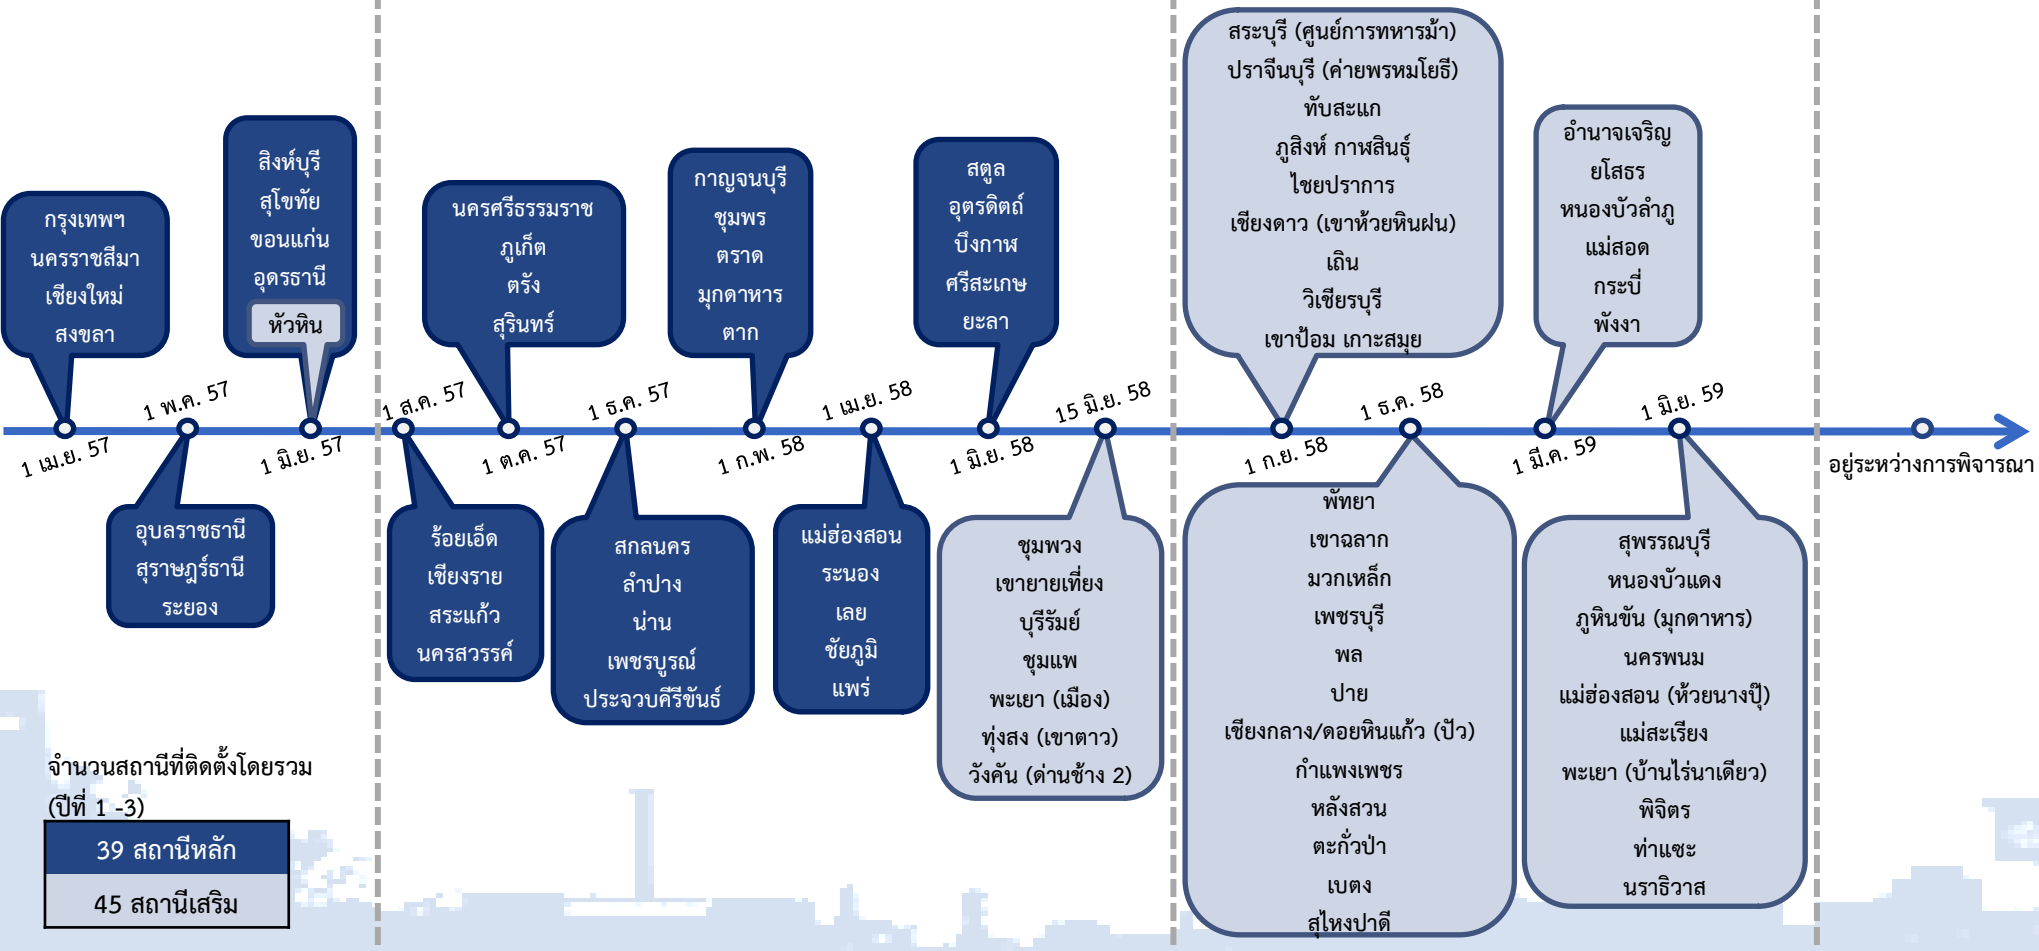 กรุงเทพฯ
นครราชสีมา
เชียงใหม่
สงขลา
1 เม.ย. 57
1 พ.ค. 57
อุบลราชธานี
สุราษฎร์ธานี
ระยอง
สิงห์บุรี
สุโขทัย
ขอนแก่น
อุดรธานี
หัวหิน
1 มิ.ย. 57
1 ส.ค. 57
ร้อยเอ็ด
เชียงราย
สระแก้ว
นครสวรรค์
นครศรีธรรมราช
ภูเก็ต
ตรัง
สุรินทร์
1 ต.ค. 57
1 ธ.ค. 57
สกลนคร
ลำปาง
น่าน
เพชรบูรณ์
ประจวบคีรีขันธ์
กาญจนบุรี
ชุมพร
ตราด
มุกดาหาร
ตาก
1 ก.พ. 58
1 เม.ย. 58
แม่ฮ่องสอน
ระนอง
เลย
ชัยภูมิ
แพร่
สตูล
อุตรดิตถ์
บึงกาฬ
ศรีสะเกษ
ยะลา
1 มิ.ย. 58
15 มิ.ย. 58
ชุมพวง
เขายายเที่ยง
บุรีรัมย์
ชุมแพ
พะเยา (เมือง)
ทุ่งสง (เขาตาว)
วังคัน (ด่านช้าง 2)
สระบุรี (ศูนย์การทหารม้า)
ปราจีนบุรี (ค่ายพรหมโยธี)
ทับสะแก
ภูสิงห์ กาฬสินธุ์
ไชยปราการ
เชียงดาว (เขาห้วยหินฝน)
เถิน
วิเชียรบุรี
เขาป้อม เกาะสมุย
1 ก.ย. 58
1 ธ.ค. 58
พัทยา
เขาฉลาก
มวกเหล็ก
เพชรบุรี
พล
ปาย
เชียงกลาง/ดอยหินแก้ว (ปัว)
กำแพงเพชร
หลังสวน
ตะกั่วป่า
เบตง
สุไหงปาดี
อำนาจเจริญ
ยโสธร
หนองบัวลำภู
แม่สอด
กระบี่
พังงา
1 มี.ค. 59
1 มิ.ย. 59
สุพรรณบุรี
หนองบัวแดง
ภูหินขัน (มุกดาหาร)
นครพนม
แม่ฮ่องสอน (ห้วยนางปุ๊)
แม่สะเรียง
พะเยา (บ้านไร่นาเดียว)
พิจิตร
ท่าแซะ
นราธิวาส
อยู่ระหว่างการพิจารณา
จำนวนสถานีที่ติดตั้งโดยรวม
(ปีที่ 1 -3)
39 สถานีหลัก
45 สถานีเสริม